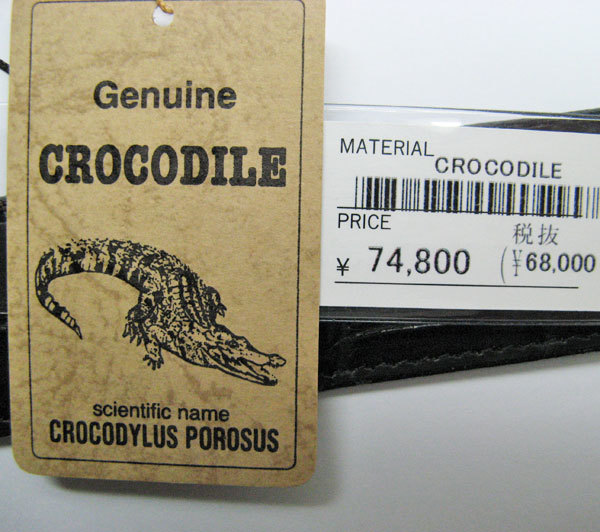 Genuine
CROCODILE
scientific name
CROCODYLUS POROSUS
MATERIAL CROCODILE
PRICE
税抜
¥ 74,800 (¥68,000